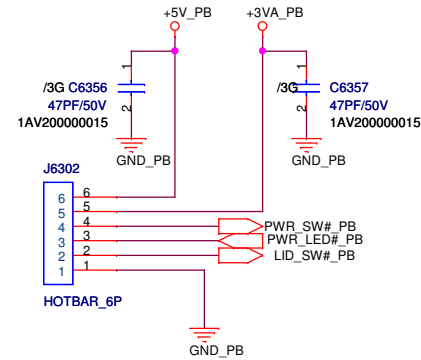 +5V_PB +3VA_PB
1 1
/3G C6356 /3G C6357
47PF/50V 47PF/50V
2 2
1AV200000015 1AV200000015
GND_PB GND_PB
J6302
6 6
5 5
4 4 PWR_SW#_PB
3 3 PWR_LED#_PB
2 2 LID_SW#_PB
1 1
HOTBAR_6P
GND_PB